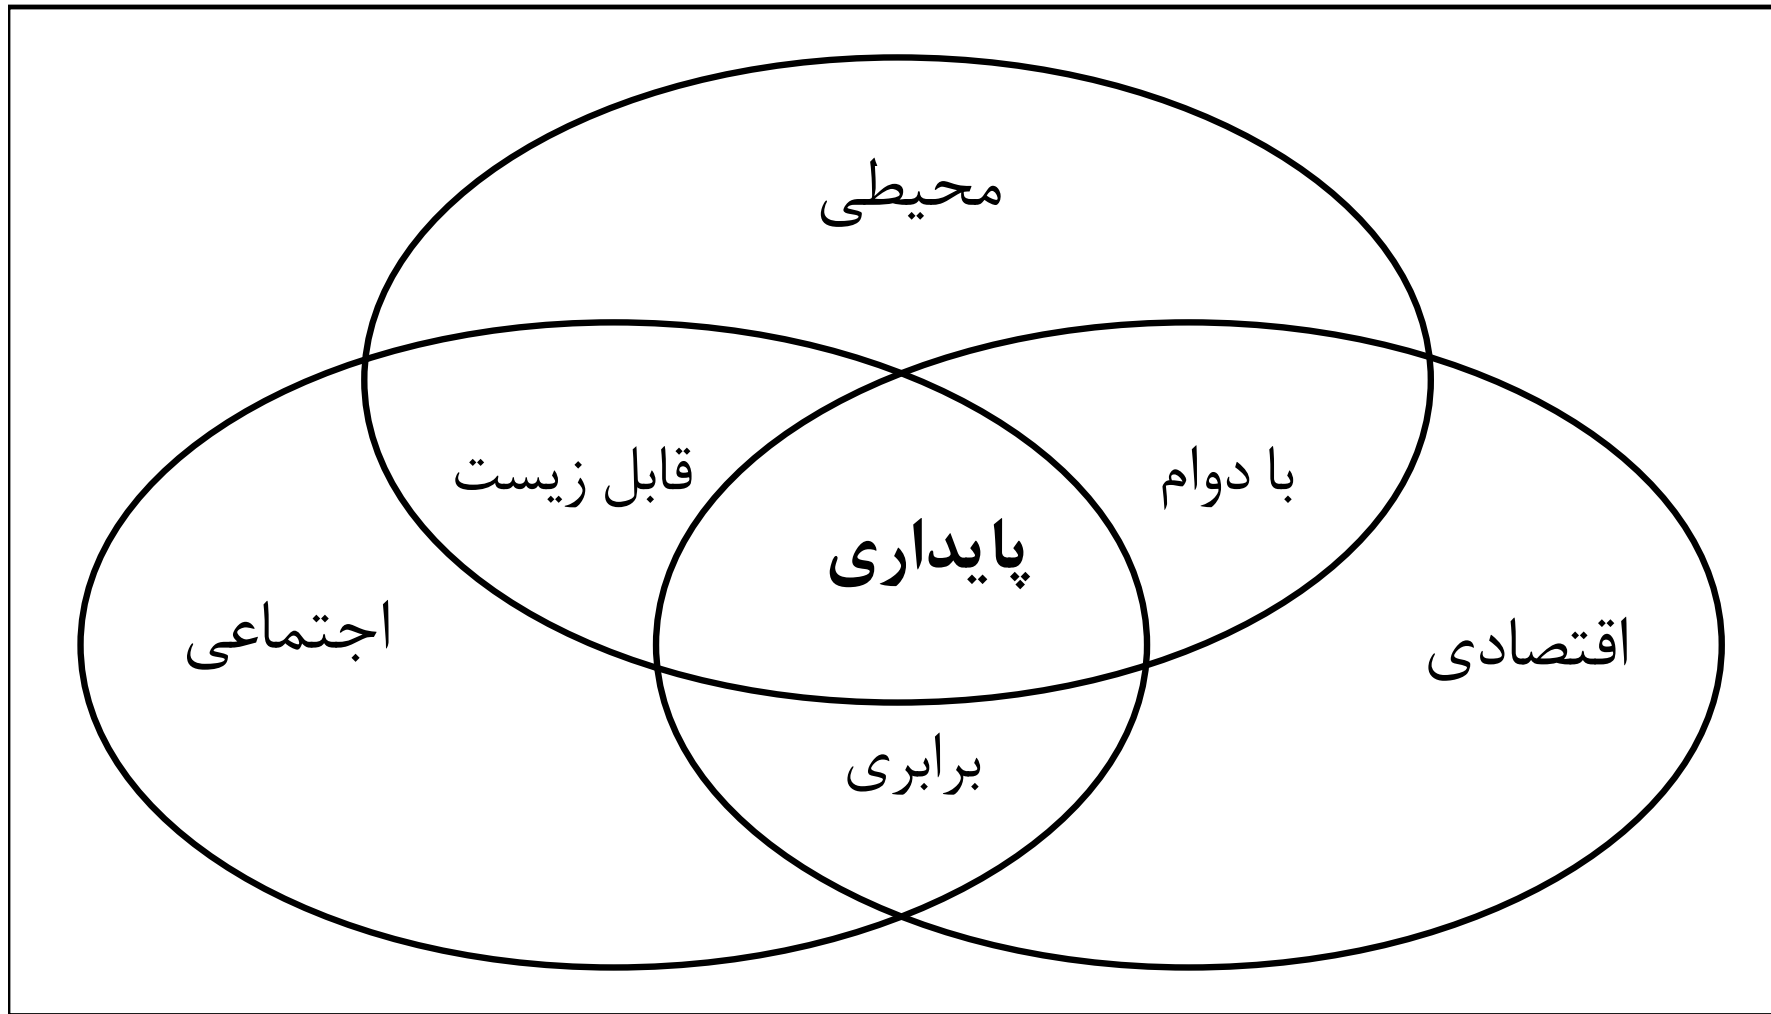 محیطی
با دوام
قابل زیست
پایداری
اقتصادی
اجتماعی
برابری